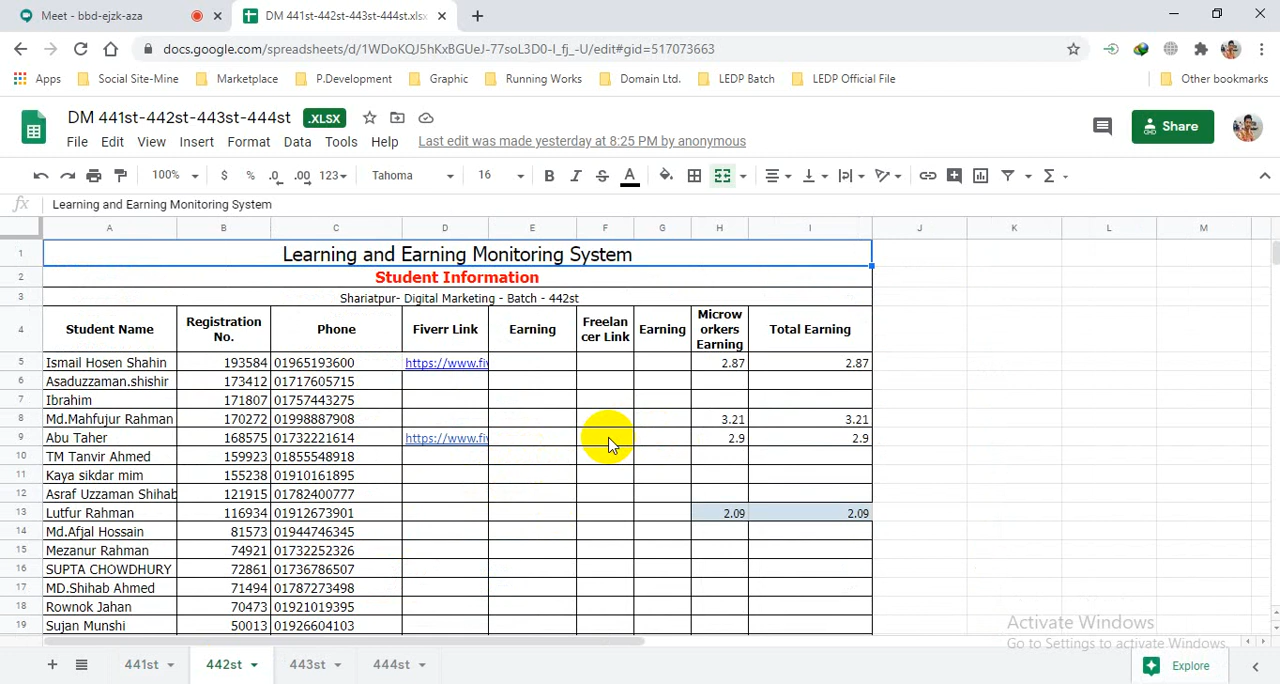 Meet - bbd-ejzk-aza
DM 441st-442st-443st-444st.xlsx
docs.google.com/spreadsheets/d/1WDoKQJ5hKxBGUeJ-77soL3D0-l_fj_-U/edit#gid=517073663
Apps Social Site-Mine Marketplace P.Development Graphic Running Works Domain Ltd. LEDP Batch LEDP Official File Other bookmarks
DM 441st-442st-443st-444st .XLSX
Share
File Edit View Insert Format Data Tools Help Last edit was made yesterday at 8:25 PM by anonymous
100% $ % .0 .00 123 Tahoma 16 B I S A
fx Learning and Earning Monitoring System
A B C D E F G H I J K L M
1 Learning and Earning Monitoring System
2 Student Information
3 Shariatpur- Digital Marketing - Batch - 442st
4 Student Name Registration No. Phone Fiverr Link Earning Freelan cer Link Earning Microw orkers Earning Total Earning
5 Ismail Hosen Shahin 193584 01965193600 https://www.fiv 2.87 2.87
6 Asaduzzaman.shishir 173412 01717605715
7 Ibrahim 171807 01757443275
8 Md.Mahfujur Rahman 170272 01998887908 3.21 3.21
9 Abu Taher 168575 01732221614 https://www.fiv 2.9 2.9
10 TM Tanvir Ahmed 159923 01855548918
11 Kaya sikdar mim 155238 01910161895
12 Asraf Uzzaman Shihab 121915 01782400777
13 Lutfur Rahman 116934 01912673901 2.09 2.09
14 Md.Afjal Hossain 81573 01944746345
15 Mezanur Rahman 74921 01732252326
16 SUPTA CHOWDHURY 72861 01736786507
17 MD.Shihab Ahmed 71494 01787273498
18 Rownok Jahan 70473 01921019395
19 Sujan Munshi 50013 01926604103
Activate Windows
Go to Settings to activate Windows.
441st 442st 443st 444st Explore